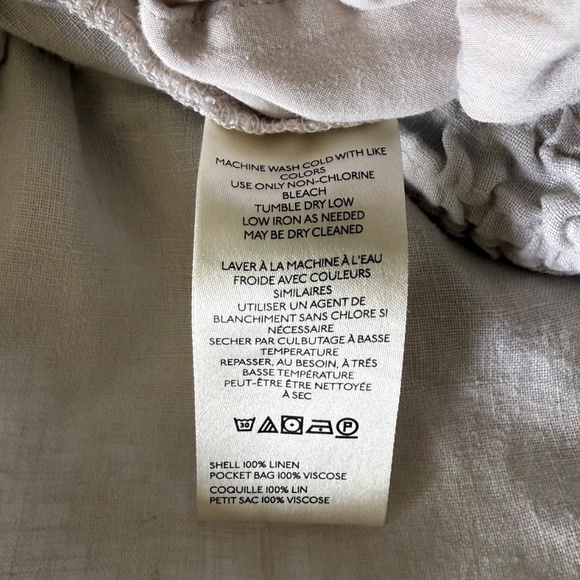 MACHINE WASH COLD WITH LIKE
COLORS
USE ONLY NON-CHLORINE
BLEACH
TUMBLE DRY LOW
LOW IRON AS NEEDED
MAY BE DRY CLEANED
LAVER À LA MACHINE À L'EAU
FROIDE AVEC COULEURS
SIMILAIRES
UTILISER UN AGENT DE
BLANCHIMENT SANS CHLORE SI
NÉCESSAIRE
SECHER PAR CULBUTAGE À BASSE
TEMPERATURE
REPASSER, AU BESOIN, À TRÉS
BASSE TEMPÉRATURE
PEUT-ÊTRE ÊTRE NETTOYÉE
À SEC
30 P
SHELL 100% LINEN
POCKET BAG 100% VISCOSE
COQUILLE 100% LIN
PETIT SAC 100% VISCOSE